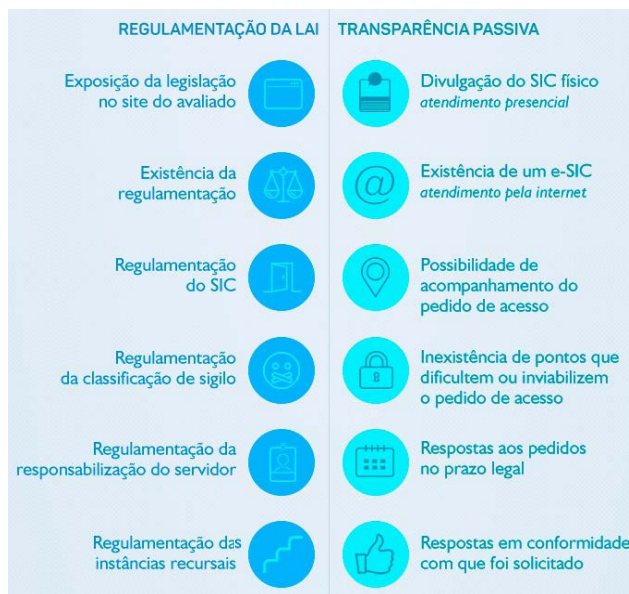 REGULAMENTAÇÃO DA LAI
Exposição da legislação
no site do avaliado
Existência da
regulamentação
Regulamentação
do SIC
Regulamentação
da classificação de sigilo
Regulamentação da
responsabilização do servidor
Regulamentação das
instâncias recursais
TRANSPARÊNCIA PASSIVA
Divulgação do SIC físico
atendimento presencial
Existência de um e-SIC
atendimento pela internet
Possibilidade de
acompanhamento do
pedido de acesso
Inexistência de pontos que
dificultem ou inviabilizem
o pedido de acesso
Respostas aos pedidos
no prazo legal
Respostas em conformidade
com que foi solicitado